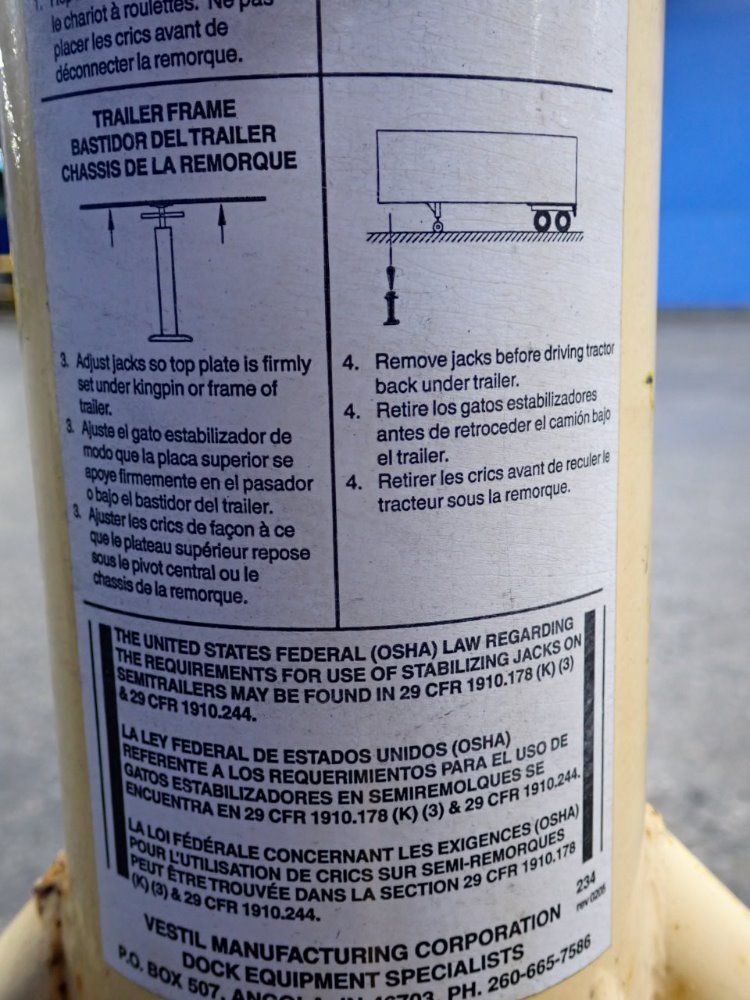 le chariot à roulettes. Ne pas
placer les crics avant de
déconnecter la remorque.
TRAILER FRAME
BASTIDOR DEL TRAILER
CHASSIS DE LA REMORQUE
3. Adjust jacks so top plate is firmly
set under kingpin or frame of
trailer.
3. Ajuste el gato estabilizador de
modo que la placa superior se
apoye firmemente en el pasador
o bajo el bastidor del trailer.
3. Ajuster les crics de façon à ce
que le plateau supérieur repose
sous le pivot central ou le
chassis de la remorque.
4. Remove jacks before driving tractor
back under trailer.
4. Retire los gatos estabilizadores
antes de retroceder el camión bajo
el trailer.
4. Retirer les crics avant de reculer le
tracteur sous la remorque.
THE UNITED STATES FEDERAL (OSHA) LAW REGARDING
THE REQUIREMENTS FOR USE OF STABILIZING JACKS ON
SEMITRAILERS MAY BE FOUND IN 29 CFR 1910.178 (K) (3)
& 29 CFR 1910.244.
LA LEY FEDERAL DE ESTADOS UNIDOS (OSHA)
REFERENTE A LOS REQUERIMIENTOS PARA EL USO DE
GATOS ESTABILIZADORES EN SEMIREMOLQUES SE
ENCUENTRA EN 29 CFR 1910.178 (K) (3) & 29 CFR 1910.244.
LA LOI FÉDÉRALE CONCERNANT LES EXIGENCES (OSHA)
POUR L'UTILISATION DE CRICS SUR SEMI-REMORQUES
PEUT ÊTRE TROUVÉE DANS LA SECTION 29 CFR 1910.178
(K) (3) & 29 CFR 1910.244.
234
rev 0205
VESTIL MANUFACTURING CORPORATION
DOCK EQUIPMENT SPECIALISTS
P.O. BOX 507, ANGOLA, IN 46703 PH. 260-665-7586